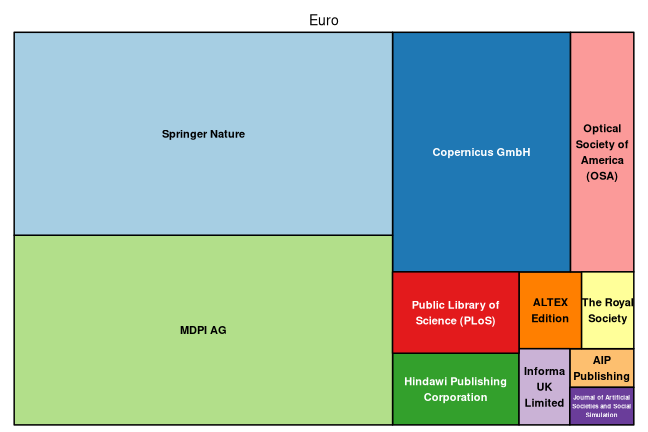 Euro
Springer Nature
MDPI AG
Copernicus GmbH
Optical
Society of
America
(OSA)
Public Library of
Science (PLoS)
Hindawi Publishing
Corporation
ALTEX
Edition
The Royal
Society
Informa
UK
Limited
AIP
Publishing
Journal of Artificial
Societies and Social
Simulation